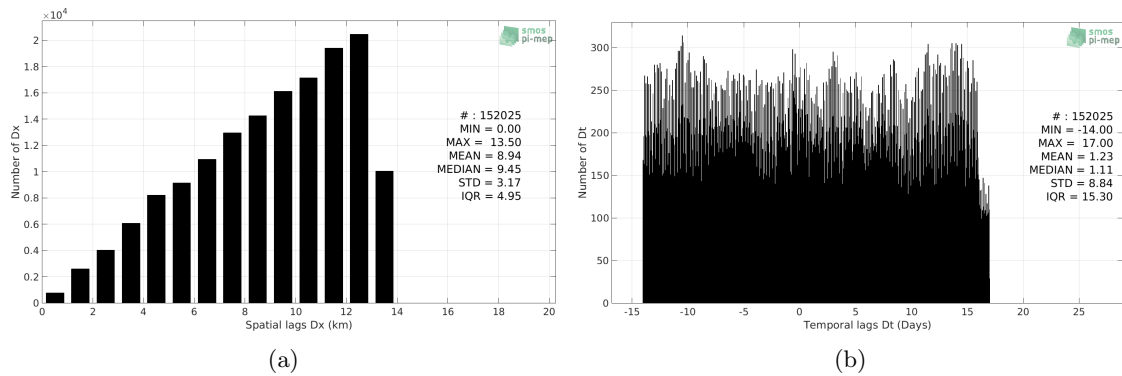 ×10⁴
2
1.8
1.6
1.4
1.2
1
0.8
0.6
0.4
0.2
0
Number of Dx
0 2 4 6 8 10 12 14 16 18 20
Spatial lags Dx (km)
smos
pi-mep
# : 152025
MIN = 0.00
MAX = 13.50
MEAN = 8.94
MEDIAN = 9.45
STD = 3.17
IQR = 4.95
(a)
300
250
200
150
100
50
0
Number of Dt
-15 -10 -5 0 5 10 15 20 25
Temporal lags Dt (Days)
smos
pi-mep
# : 152025
MIN = -14.00
MAX = 17.00
MEAN = 1.23
MEDIAN = 1.11
STD = 8.84
IQR = 15.30
(b)